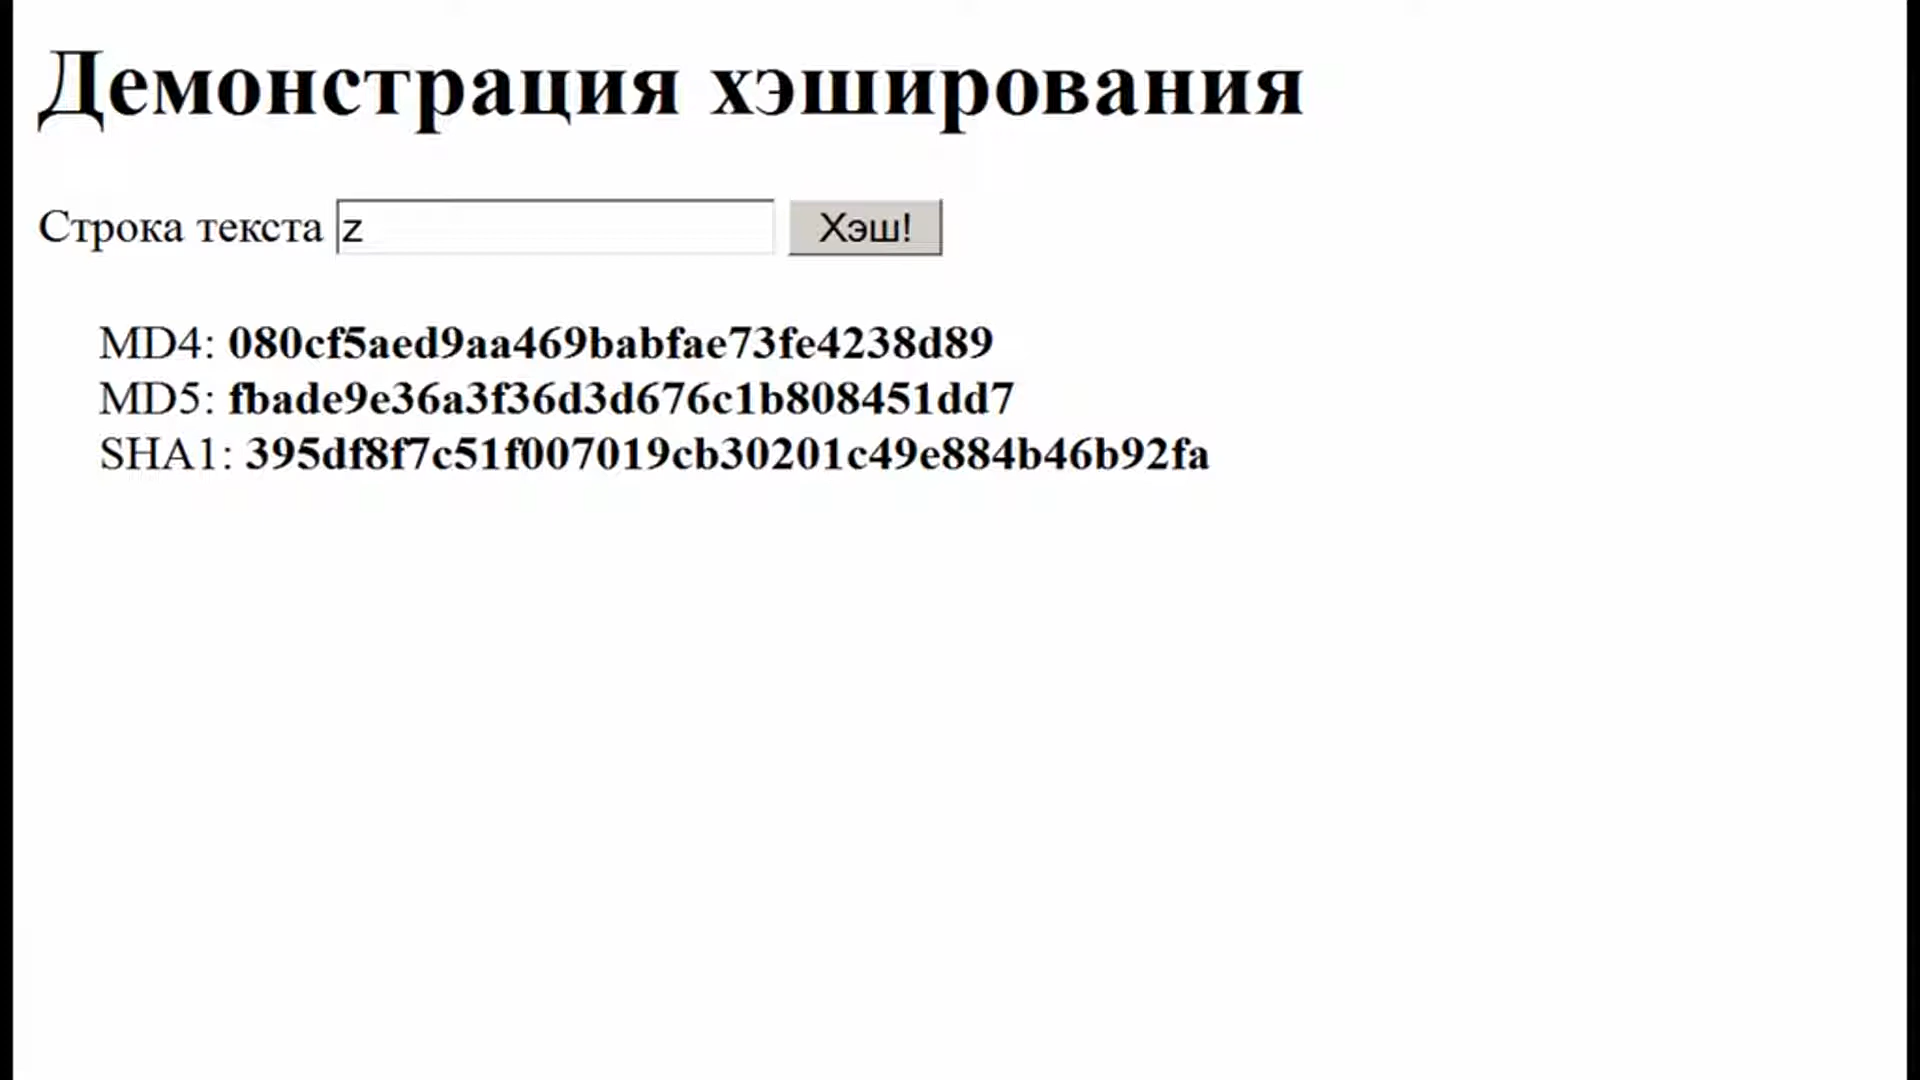 Демонстрация хэширования
Строка текста z Хэш!
MD4: 080cf5aed9aa469babfae73fe4238d89
MD5: fbade9e36a3f36d3d676c1b808451dd7
SHA1: 395df8f7c51f007019cb30201c49e884b46b92fa